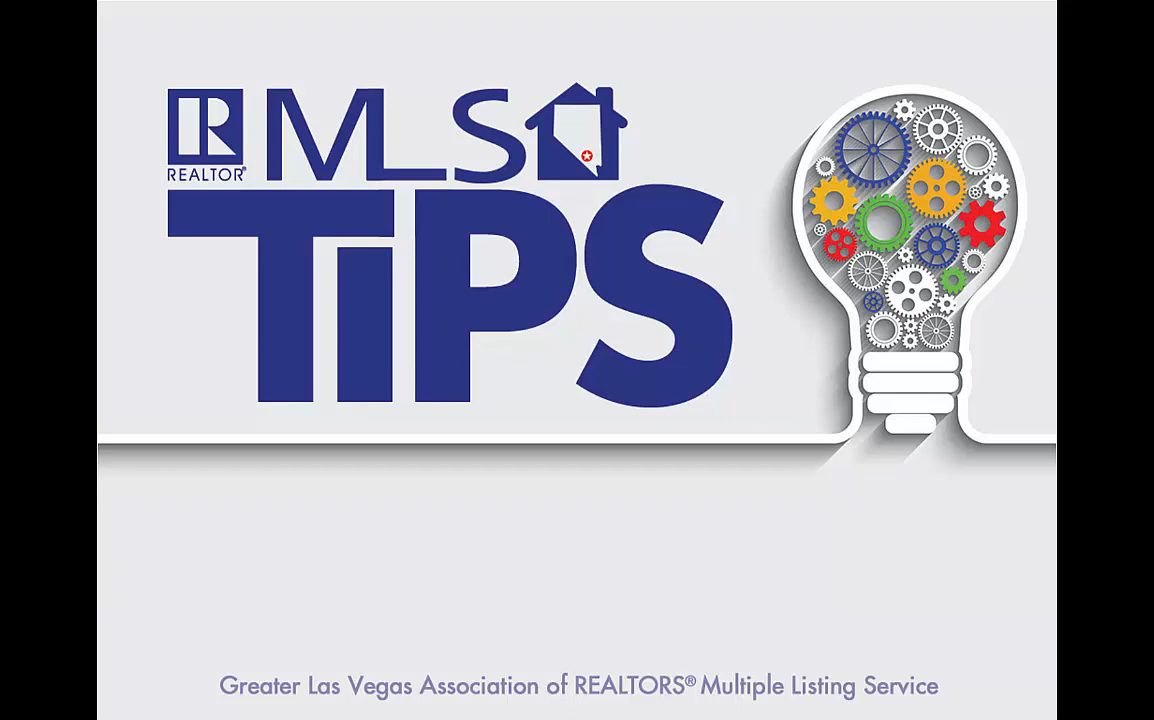 REALTOR®
MLS
TiPS
Greater Las Vegas Association of REALTORS® Multiple Listing Service